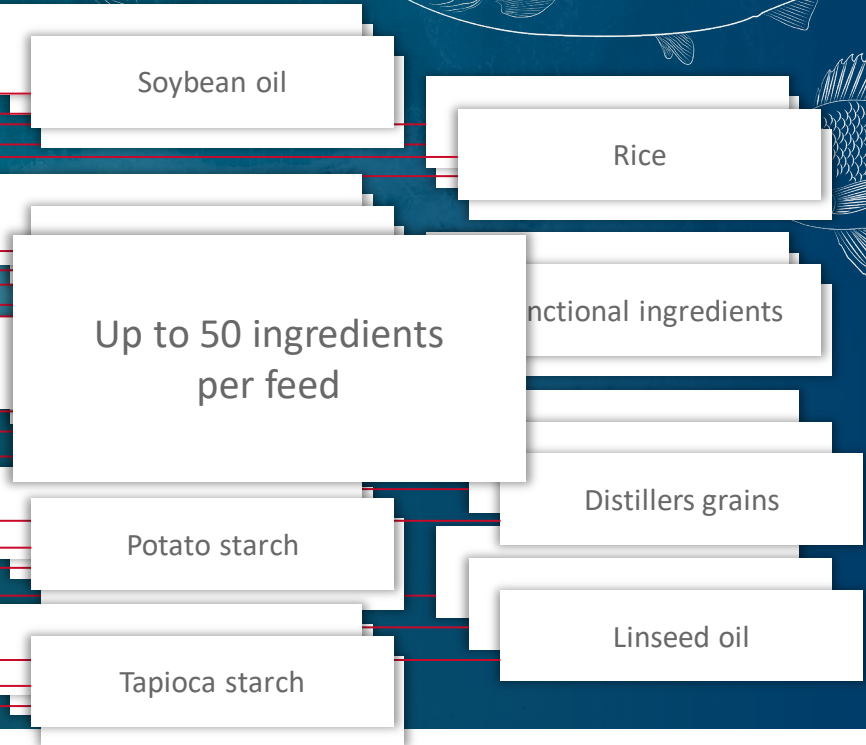 Soybean oil
Rice
Up to 50 ingredients
per feed
nctional ingredients
Distillers grains
Potato starch
Linseed oil
Tapioca starch